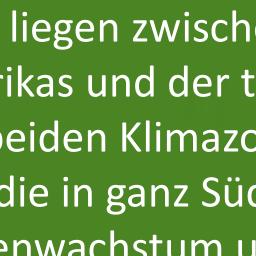 liegen zwische
rikas und der t
beiden Klimazo
die in ganz Süd
enwachstum u